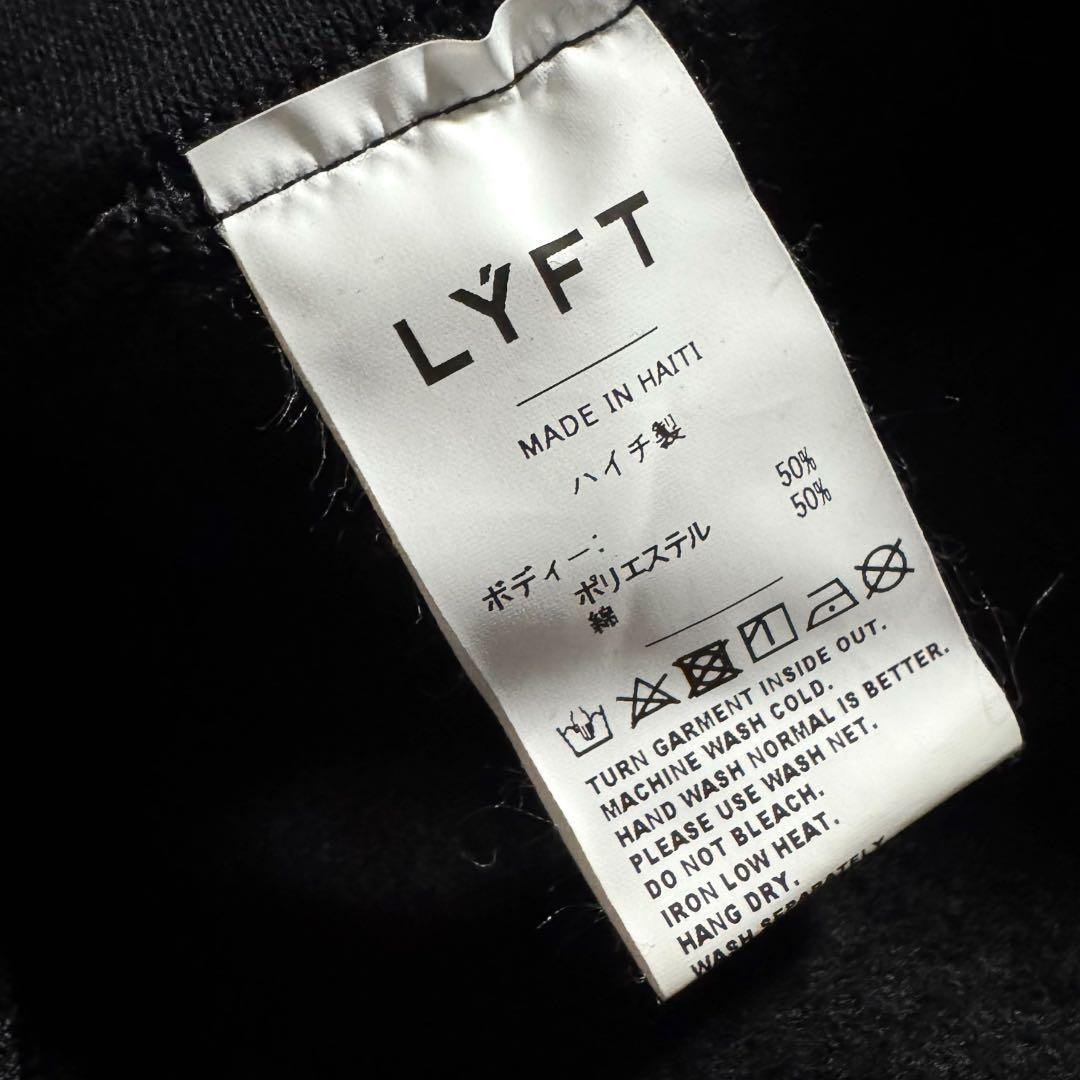 LÝFT
MADE IN HAITI
ハイチ製
ボディー:
ポリエステル 50%
綿 50%
TURN GARMENT INSIDE OUT.
MACHINE WASH COLD.
HAND WASH NORMAL IS BETTER.
PLEASE USE WASH NET.
DO NOT BLEACH.
IRON LOW HEAT.
HANG DRY.
WASH SEPARATELY